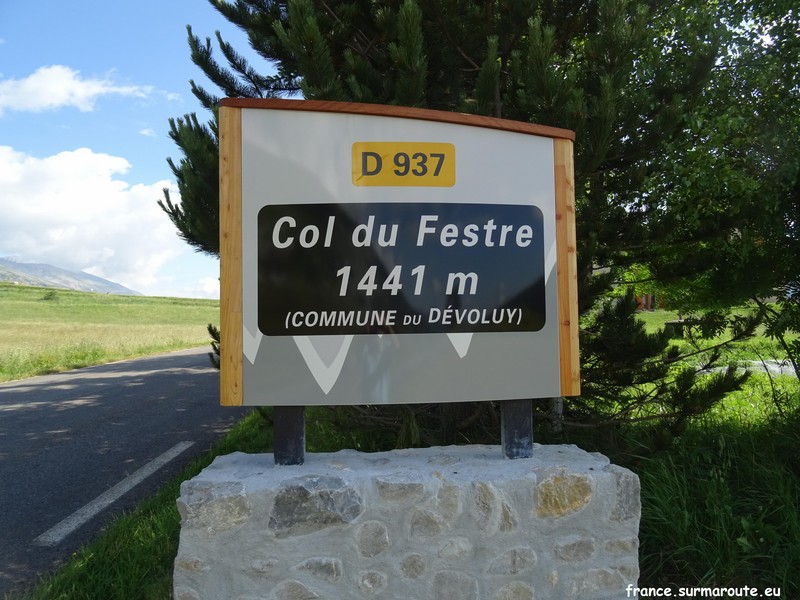 D 937
Col du Festre
1441 m
(COMMUNE DU DÉVOLUY)
france.surmaroute.eu